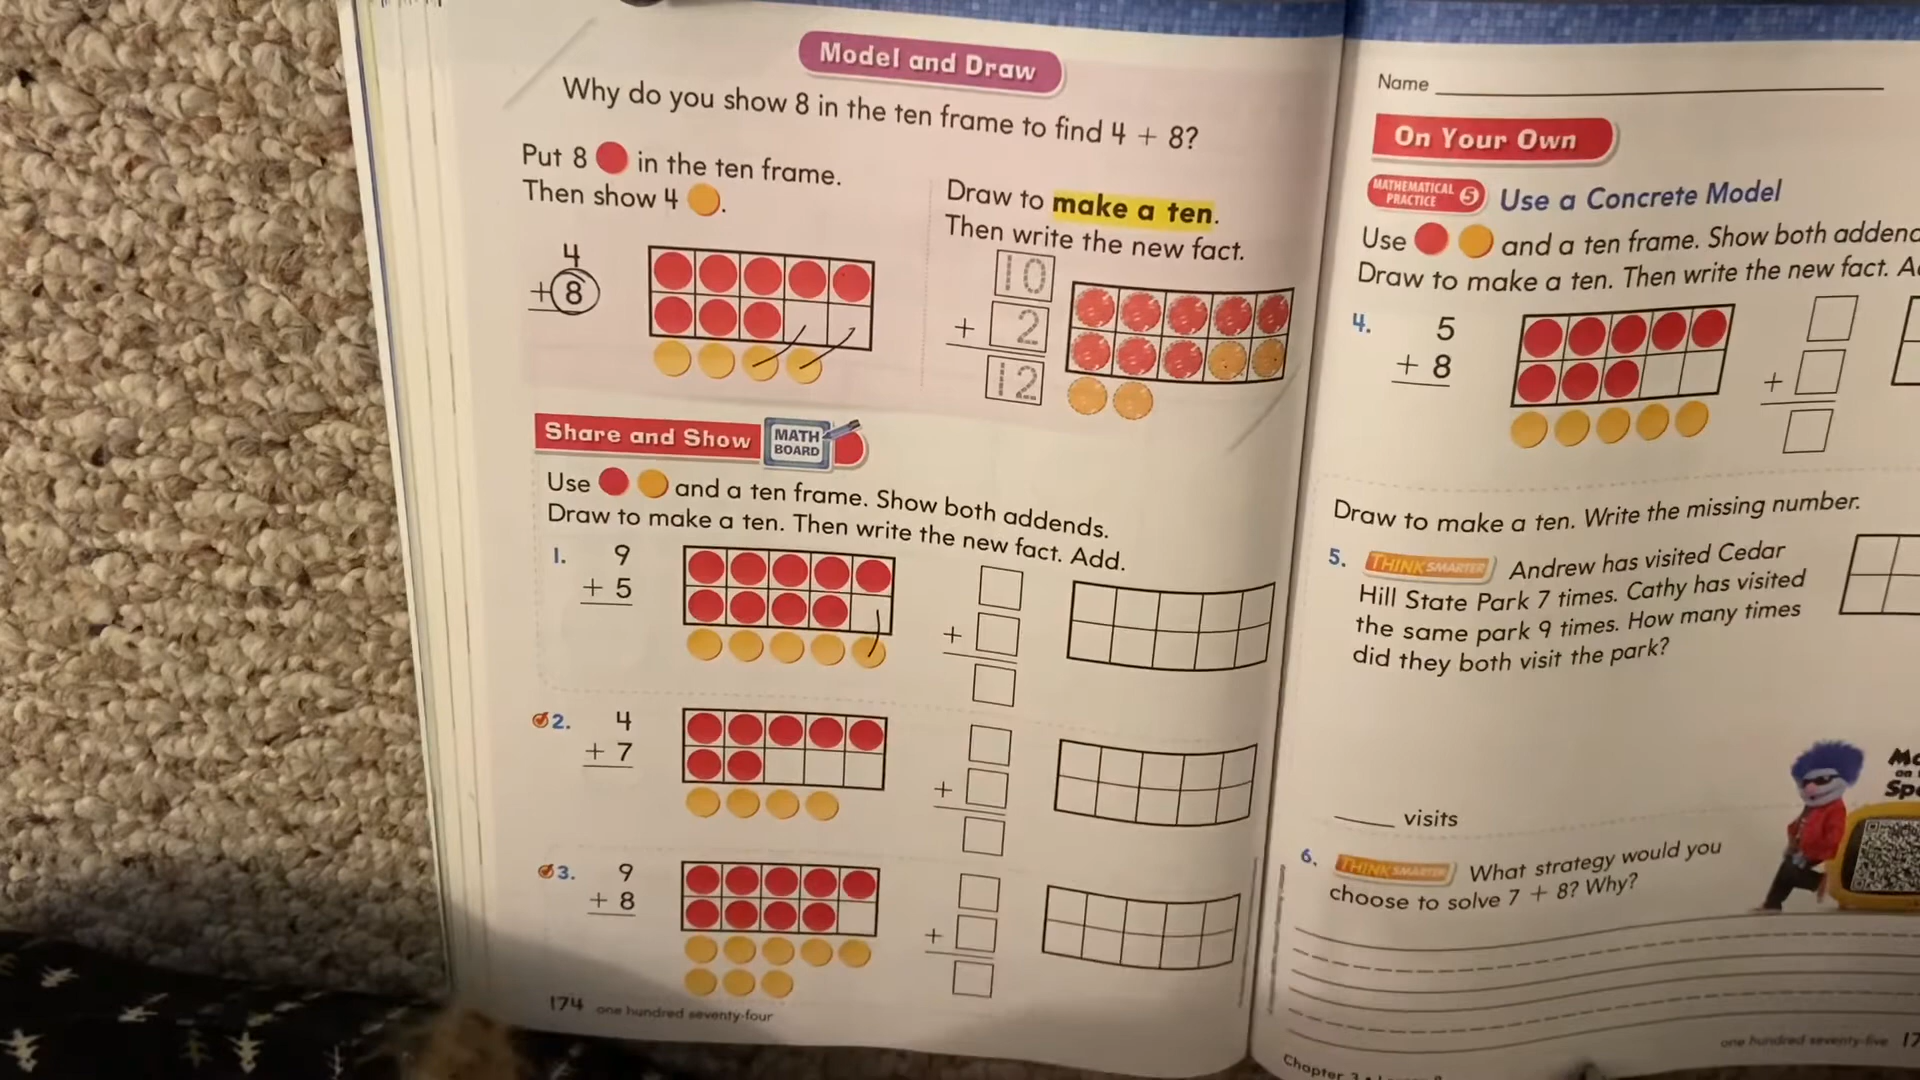 Model and Draw
Why do you show 8 in the ten frame to find 4 + 8?
Put 8 in the ten frame.
Then show 4 .
4
+ 8
Draw to make a ten.
Then write the new fact.
10
+ 2
12
Share and Show
MATH
BOARD
Use and a ten frame. Show both addends.
Draw to make a ten. Then write the new fact. Add.
1.
9
+ 5
+
2.
4
+ 7
+
3.
9
+ 8
+
174 one hundred seventy-four
Name
On Your Own
MATHEMATICAL
PRACTICE 5
Use a Concrete Model
Use and a ten frame. Show both
Draw to make a ten. Then write the new fact.
4.
5
+ 8
+
Draw to make a ten. Write the missing number.
5. THINK SMARTER Andrew has visited Cedar
Hill State Park 7 times. Cathy has visited
the same park 9 times. How many times
did they both visit the park?
visits
on
6. THINK SMARTER What strategy would you
choose to solve 7 + 8? Why?
one hundred seventy-five
Chapter 3